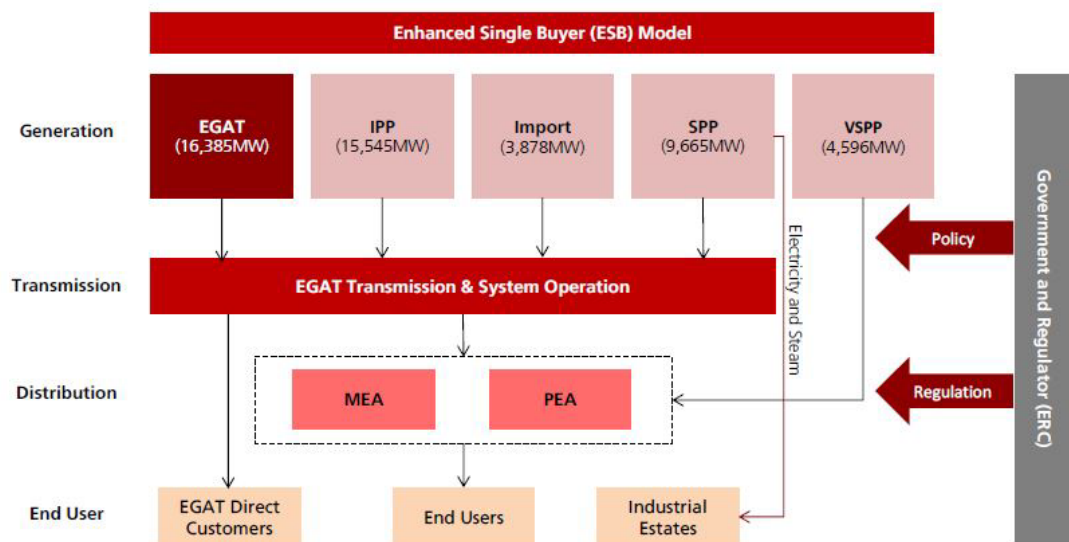 Enhanced Single Buyer (ESB) Model
Generation
EGAT
(16,385MW)
IPP
(15,545MW)
Import
(3,878MW)
SPP
(9,665MW)
VSPP
(4,596MW)
Government and Regulator (ERC)
Policy
Electricity and Steam
Transmission
EGAT Transmission & System Operation
Distribution
MEA
PEA
Regulation
End User
EGAT Direct
Customers
End Users
Industrial
Estates